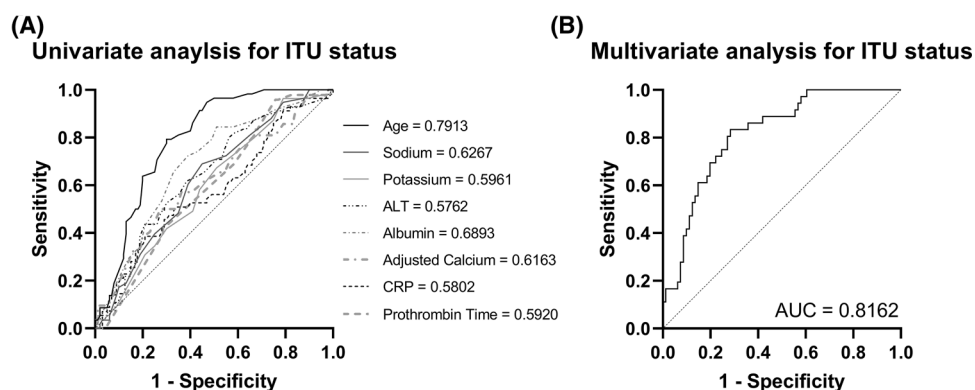 (A)
Univariate anaylsis for ITU status
1.0
0.8
0.6
0.4
0.2
0.0
Sensitivity
0.0 0.2 0.4 0.6 0.8 1.0
1 - Specificity
Age = 0.7913
Sodium = 0.6267
Potassium = 0.5961
ALT = 0.5762
Albumin = 0.6893
Adjusted Calcium = 0.6163
CRP = 0.5802
Prothrombin Time = 0.5920
(B)
Multivariate analysis for ITU status
1.0
0.8
0.6
0.4
0.2
0.0
Sensitivity
AUC = 0.8162
0.0 0.2 0.4 0.6 0.8 1.0
1 - Specificity